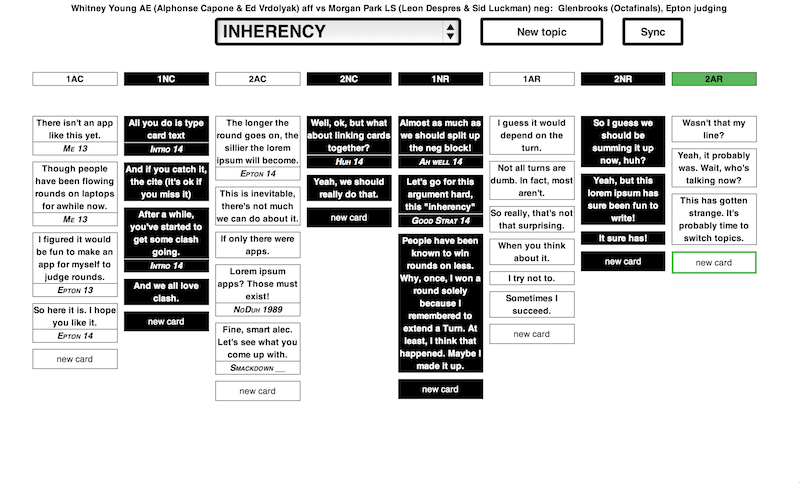 Whitney Young AE (Alphonse Capone & Ed Vrdolyak) aff vs Morgan Park LS (Leon Despres & Sid Luckman) neg: Glenbrooks (Octafinals), Epton judging
INHERENCY
New topic
Sync
1AC
1NC
2AC
2NC
1NR
1AR
2NR
2AR
There isn't an app
like this yet.
ME 13
Though people
have been flowing
rounds on laptops
for awhile now.
ME 13
I figured it would
be fun to make an
app for myself to
judge rounds.
EPTON 13
So here it is. I hope
you like it.
EPTON 14
new card
All you do is type
card text
INTRO 14
And if you catch it,
the cite (it's ok if
you miss it)
After a while,
you've started to
get some clash
going.
INTRO 14
And we all love
clash.
new card
The longer the
round goes on, the
sillier the lorem
ipsum will become.
EPTON 14
This is inevitable,
there's not much
we can do about it.
If only there were
apps.
Lorem ipsum
apps? Those must
exist!
NODUH 1989
Fine, smart alec.
Let's see what you
come up with.
SMACKDOWN __
new card
Well, ok, but what
about linking cards
together?
HUH 14
Yeah, we should
really do that.
new card
Almost as much as
we should split up
the neg block!
AH WELL 14
Let's go for this
argument hard,
this "inherency"
GOOD STRAT 14
People have been
known to win
rounds on less.
Why, once, I won a
round solely
because I
remembered to
extend a Turn. At
least, I think that
happened. Maybe I
made it up.
new card
I guess it would
depend on the
turn.
Not all turns are
dumb. In fact, most
aren't.
So really, that's not
that surprising.
When you think
about it.
I try not to.
Sometimes I
succeed.
new card
So I guess we
should be
summing it up
now, huh?
Yeah, but this
lorem ipsum has
sure been fun to
write!
It sure has!
new card
Wasn't that my
line?
Yeah, it probably
was. Wait, who's
talking now?
This has gotten
strange. It's
probably time to
switch topics.
new card